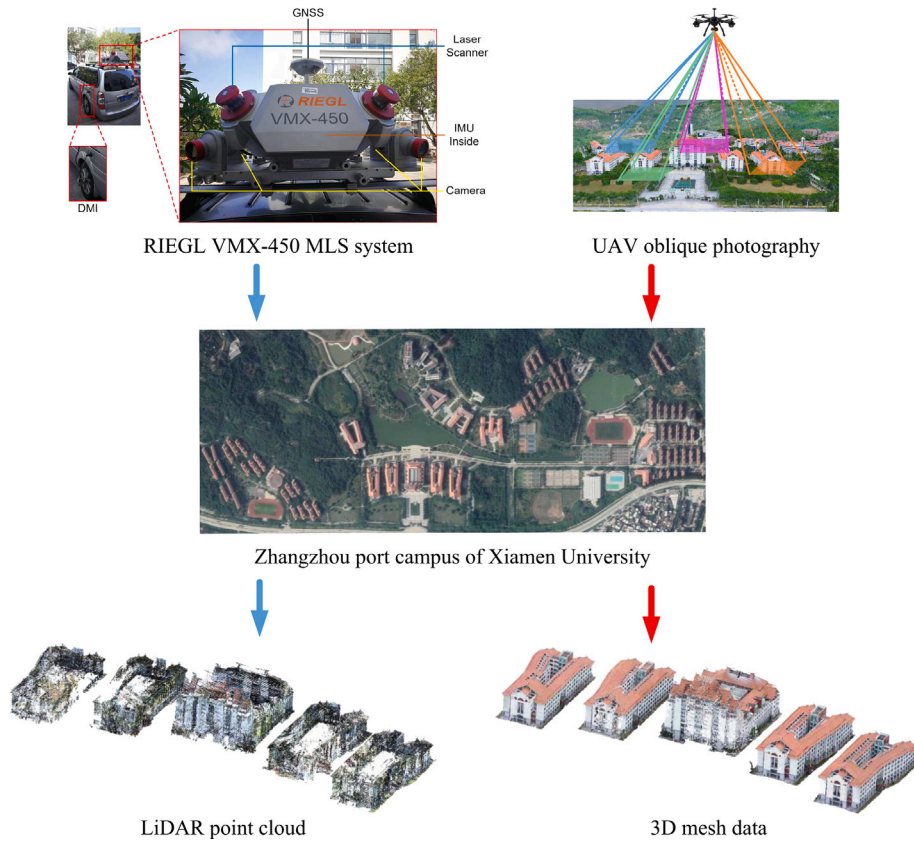 GNSS
Laser
Scanner
RIEGL
VMX-450
IMU
Inside
Camera
DMI
RIEGL VMX-450 MLS system
UAV oblique photography
Zhangzhou port campus of Xiamen University
LiDAR point cloud
3D mesh data